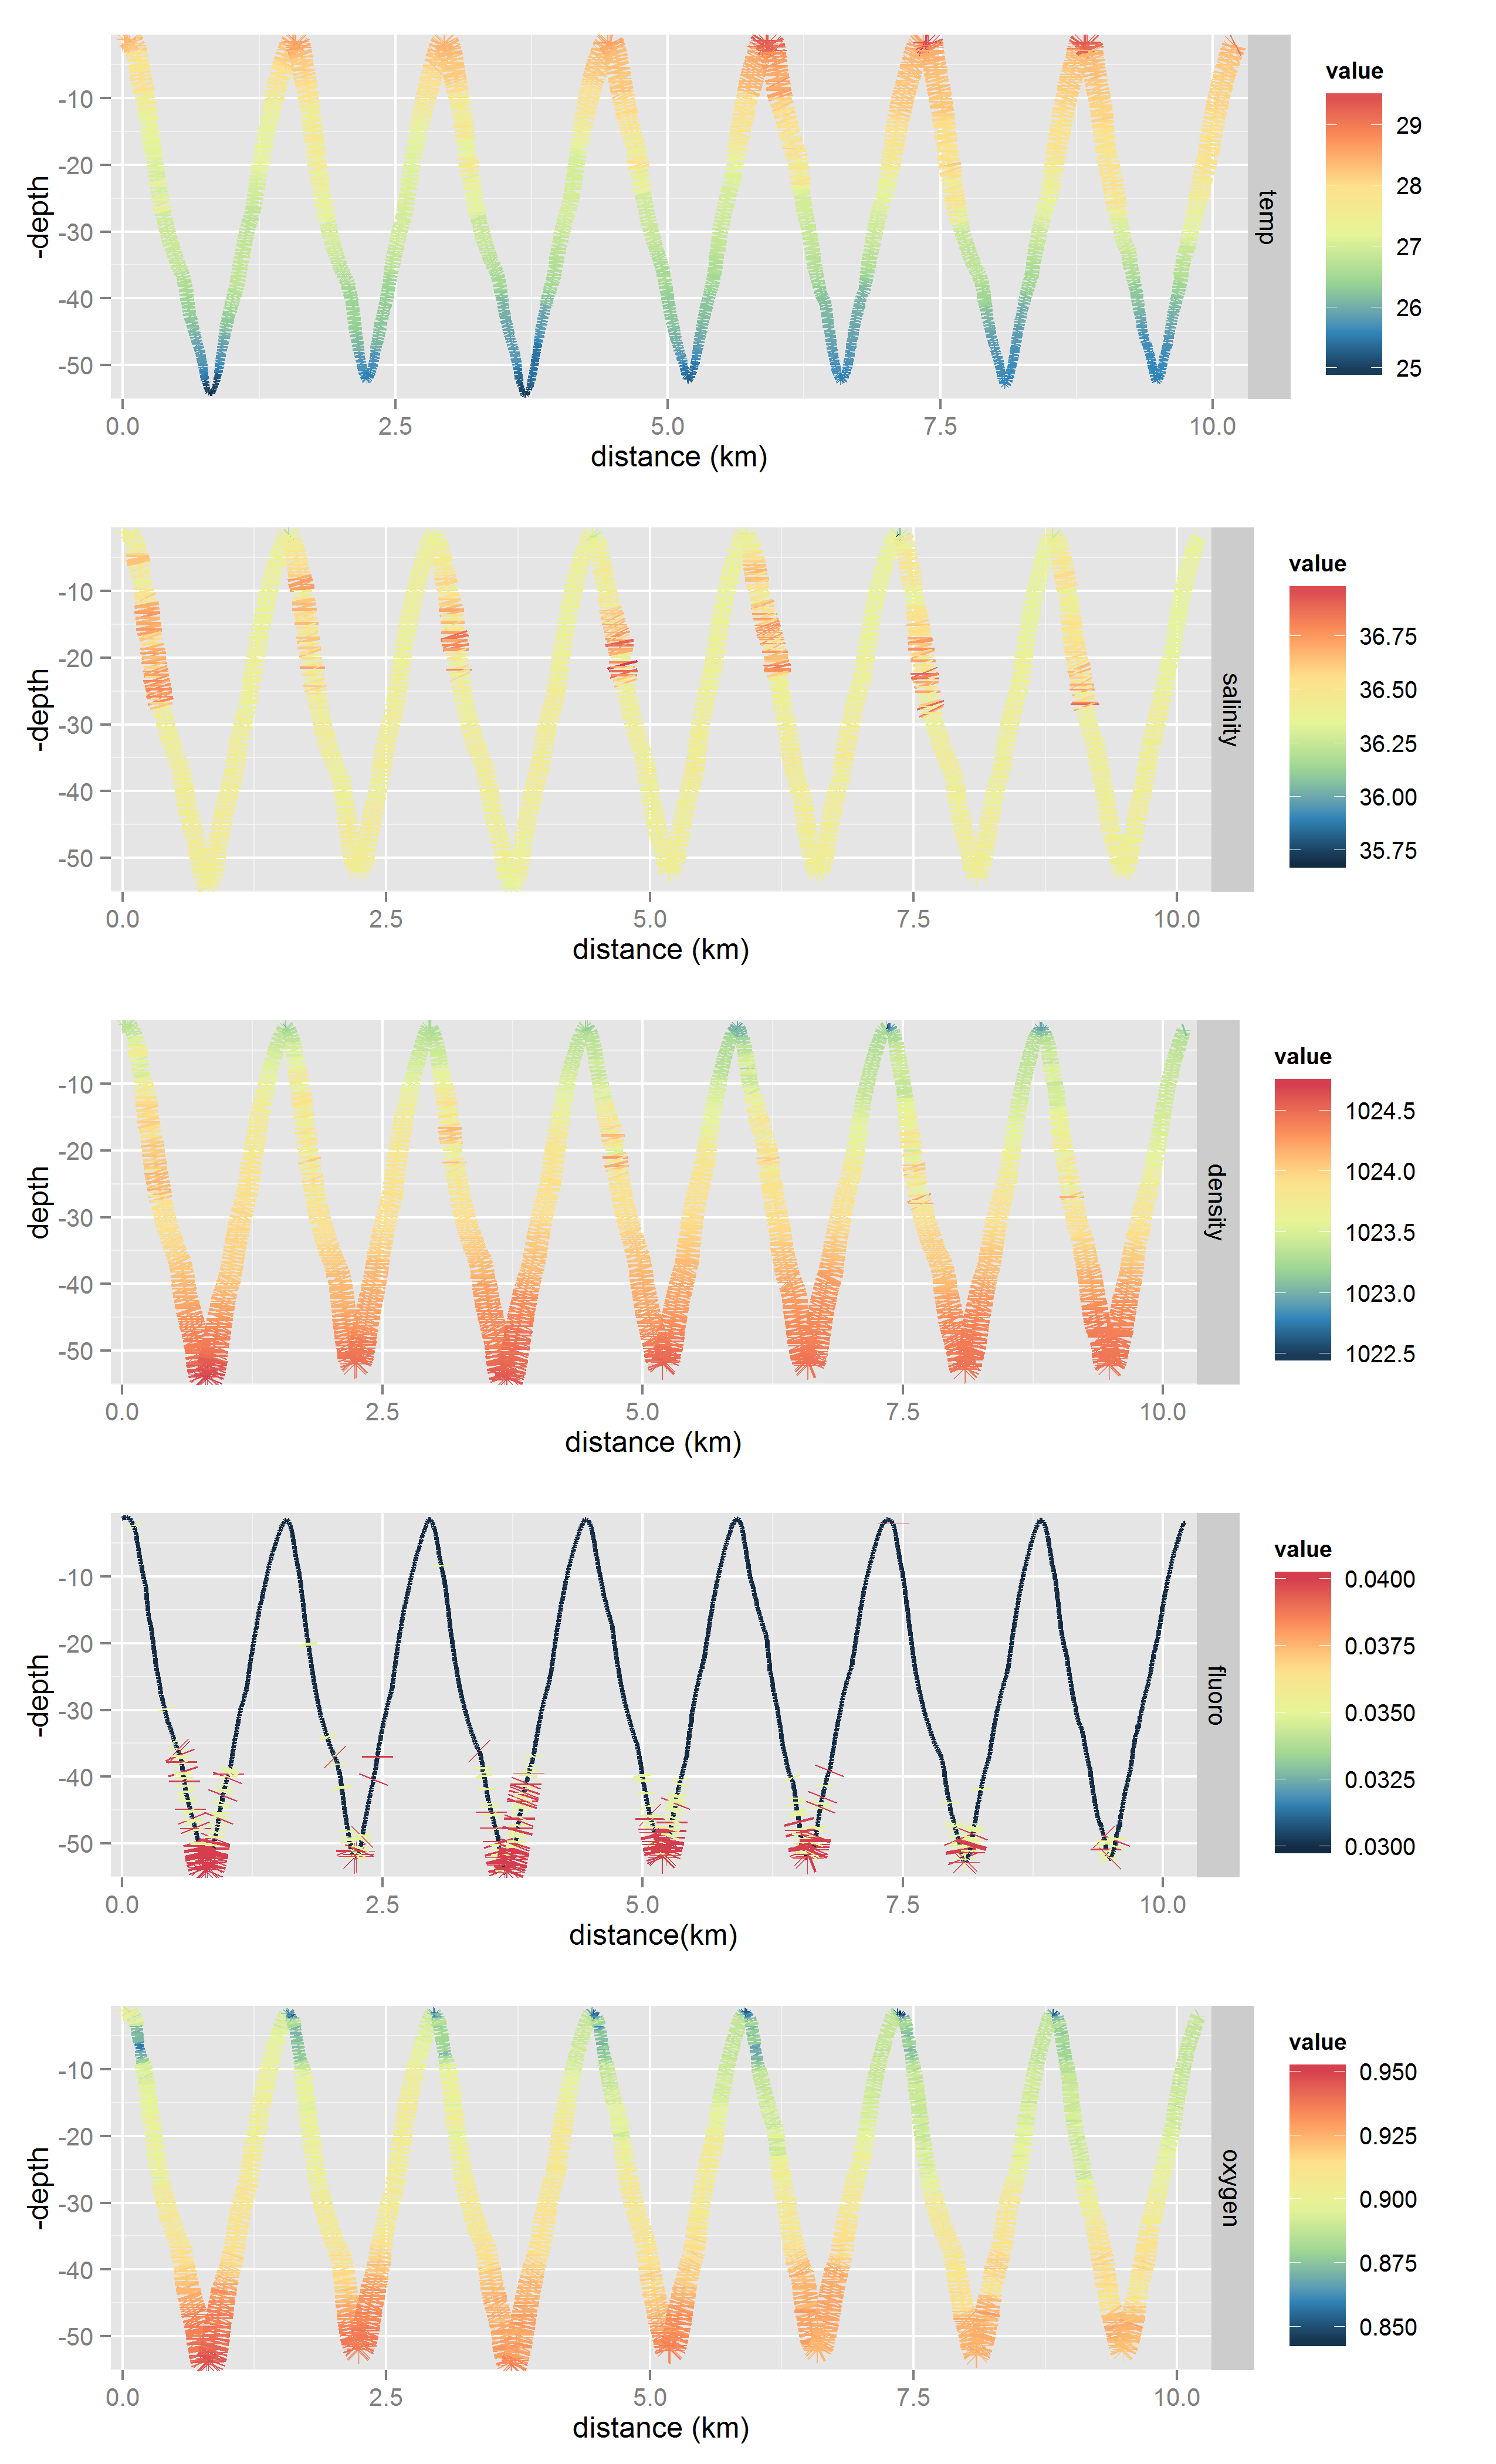 value
-10
-20
-30
-40
-50
-depth
temp
29
28
27
26
25
0.0 2.5 5.0 7.5 10.0
distance (km)
value
-10
-20
-30
-40
-50
-depth
salinity
36.75
36.50
36.25
36.00
35.75
0.0 2.5 5.0 7.5 10.0
distance (km)
value
-10
-20
-30
-40
-50
depth
density
1024.5
1024.0
1023.5
1023.0
1022.5
0.0 2.5 5.0 7.5 10.0
distance (km)
value
-10
-20
-30
-40
-50
-depth
fluoro
0.0400
0.0375
0.0350
0.0325
0.0300
0.0 2.5 5.0 7.5 10.0
distance(km)
value
-10
-20
-30
-40
-50
-depth
oxygen
0.950
0.925
0.900
0.875
0.850
0.0 2.5 5.0 7.5 10.0
distance (km)